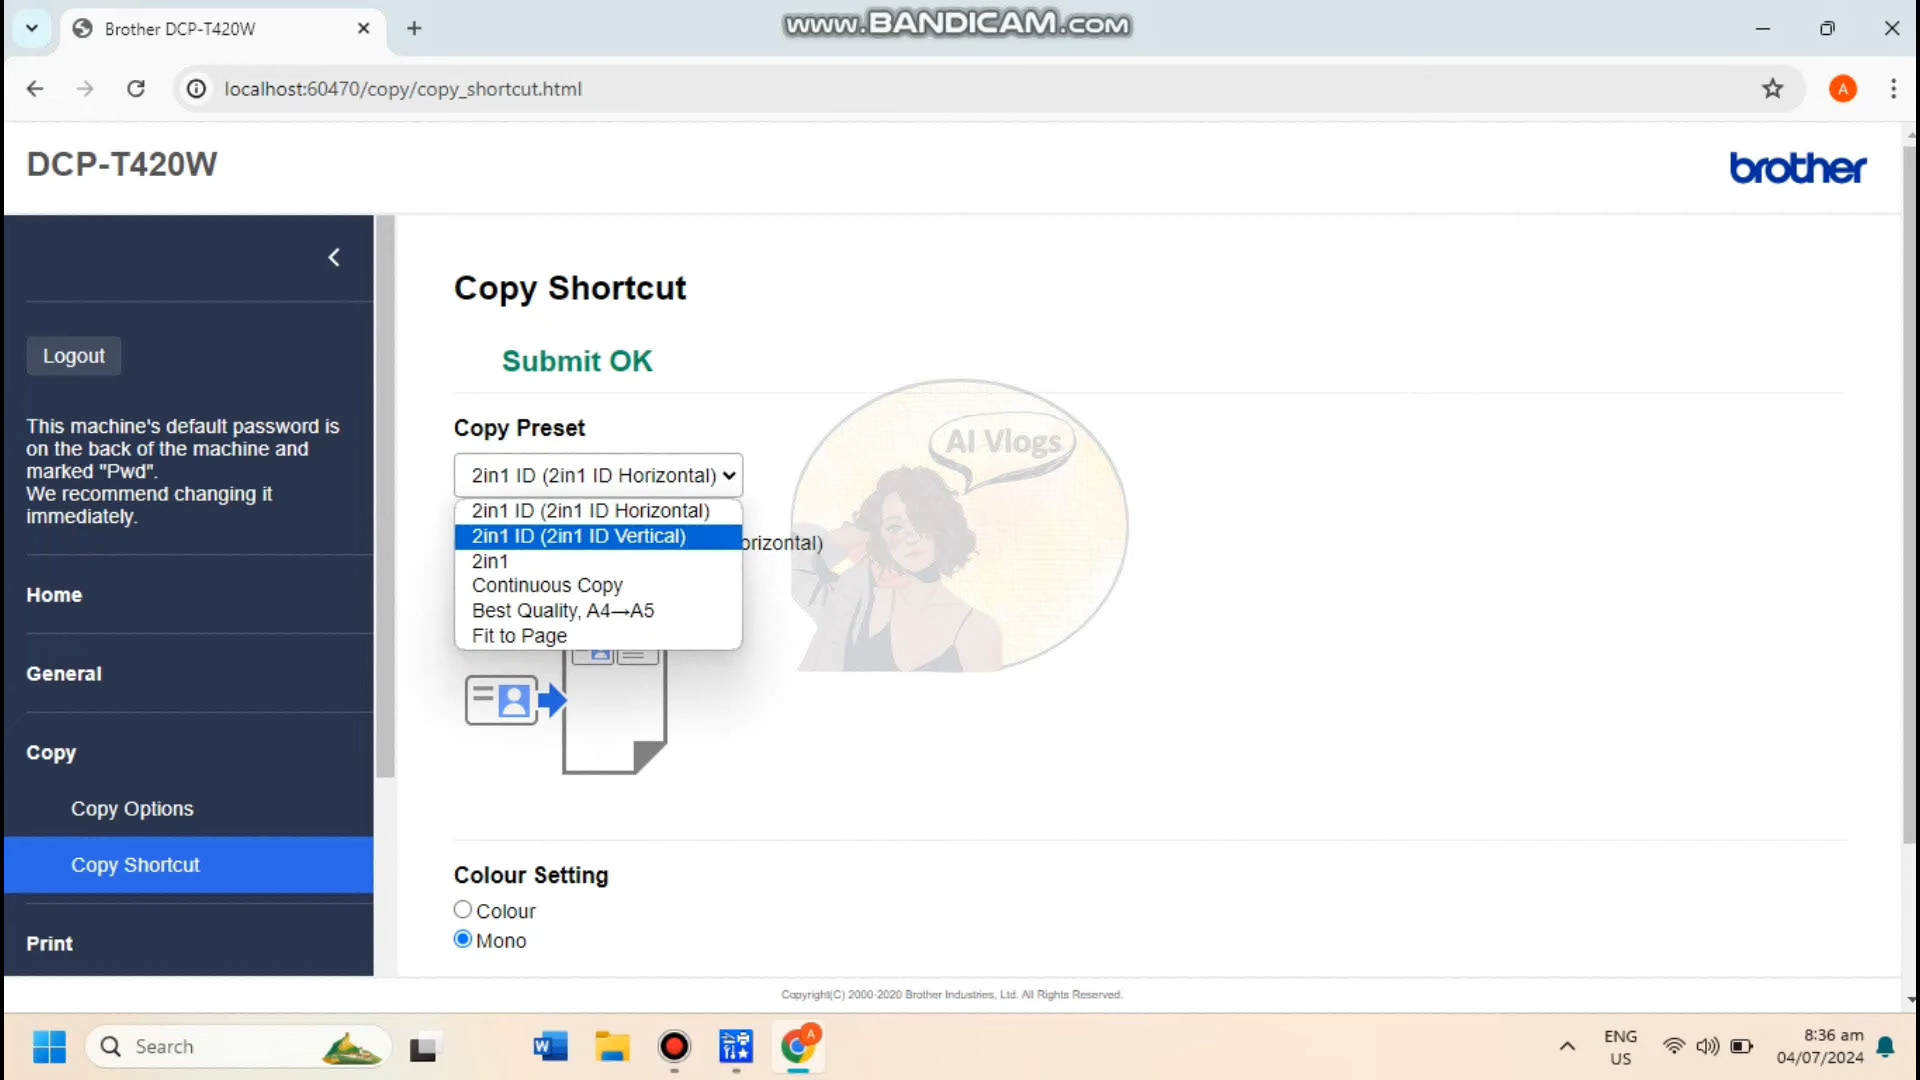 Brother DCP-T420W
www.BANDICAM.com
localhost:60470/copy/copy_shortcut.html
A
DCP-T420W
brother
Logout
This machine's default password is
on the back of the machine and
marked "Pwd".
We recommend changing it
immediately.
Home
General
Copy
Copy Options
Copy Shortcut
Print
Copy Shortcut
Submit OK
Copy Preset
2in1 ID (2in1 ID Horizontal)
2in1 ID (2in1 ID Horizontal)
2in1 ID (2in1 ID Vertical)
orizontal)
2in1
Continuous Copy
Best Quality, A4→A5
Fit to Page
AI Vlogs
Colour Setting
Colour
Mono
Copyright(C) 2000-2020 Brother Industries, Ltd. All Rights Reserved.
Search
W
A
ENG
US
8:36 am
04/07/2024